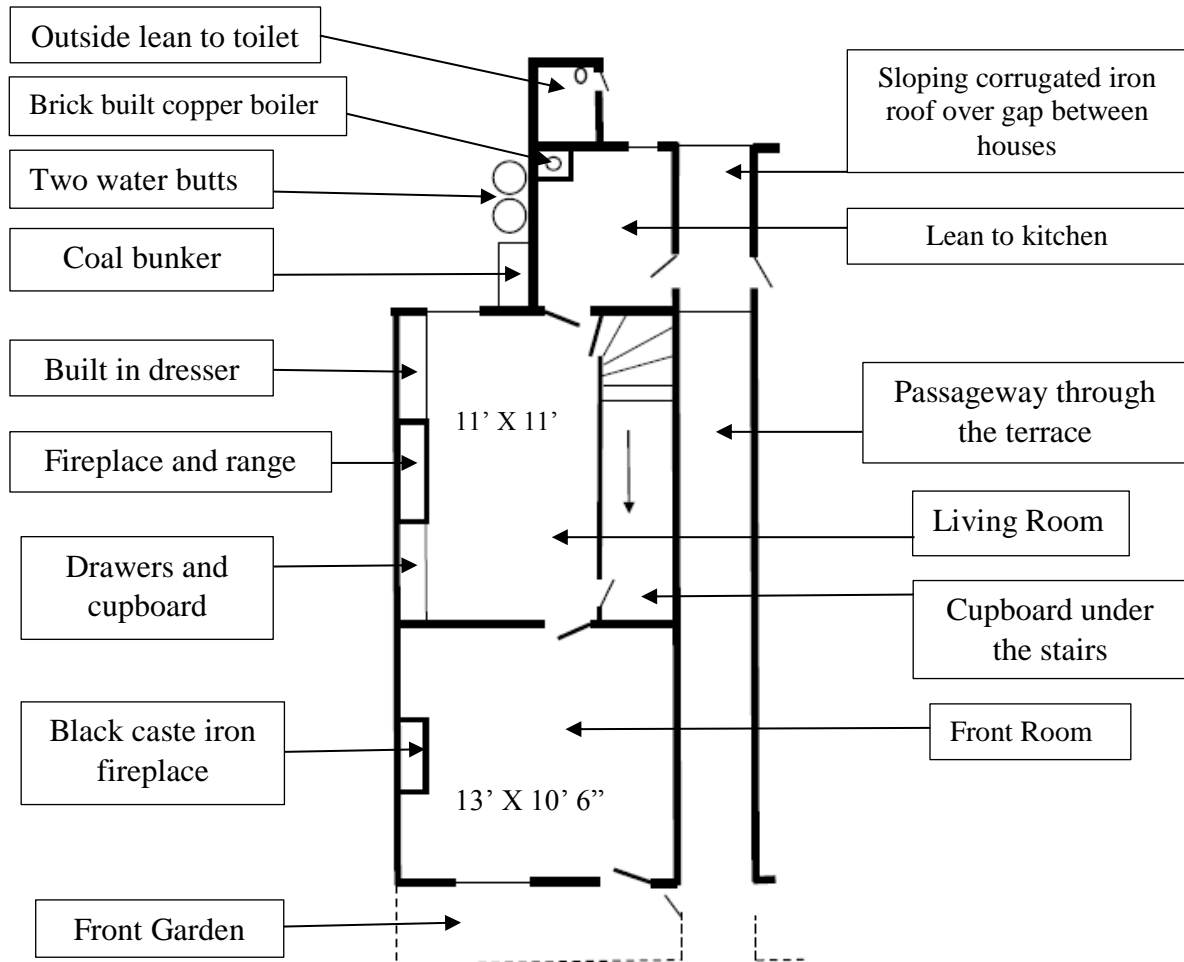 Outside lean to toilet
Brick built copper boiler
Two water butts
Coal bunker
Built in dresser
Fireplace and range
Drawers and
cupboard
Black caste iron
fireplace
Front Garden
11’ X 11’
13’ X 10’ 6”
Sloping corrugated iron
roof over gap between
houses
Lean to kitchen
Passageway through
the terrace
Living Room
Cupboard under
the stairs
Front Room